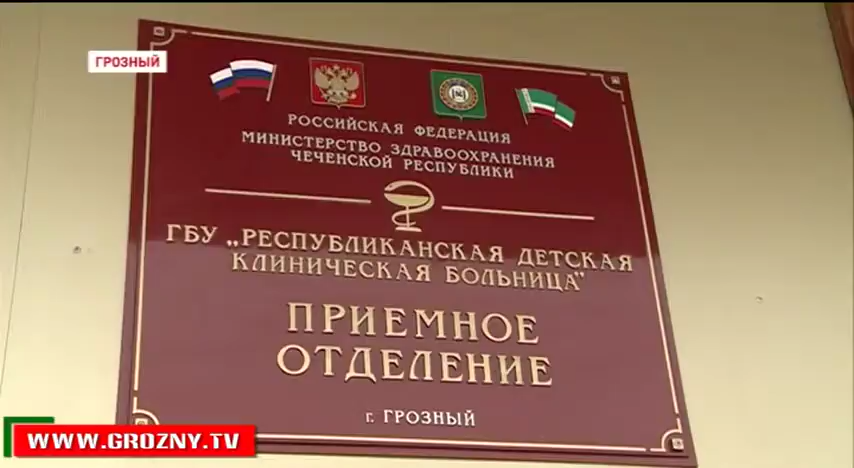 ГРОЗНЫЙ
РОССИЙСКАЯ ФЕДЕРАЦИЯ
МИНИСТЕРСТВО ЗДРАВООХРАНЕНИЯ
ЧЕЧЕНСКОЙ РЕСПУБЛИКИ
ГБУ „РЕСПУБЛИКАНСКАЯ ДЕТСКАЯ
КЛИНИЧЕСКАЯ БОЛЬНИЦА"
ПРИЕМНОЕ
ОТДЕЛЕНИЕ
г. ГРОЗНЫЙ
WWW.GROZNY.TV